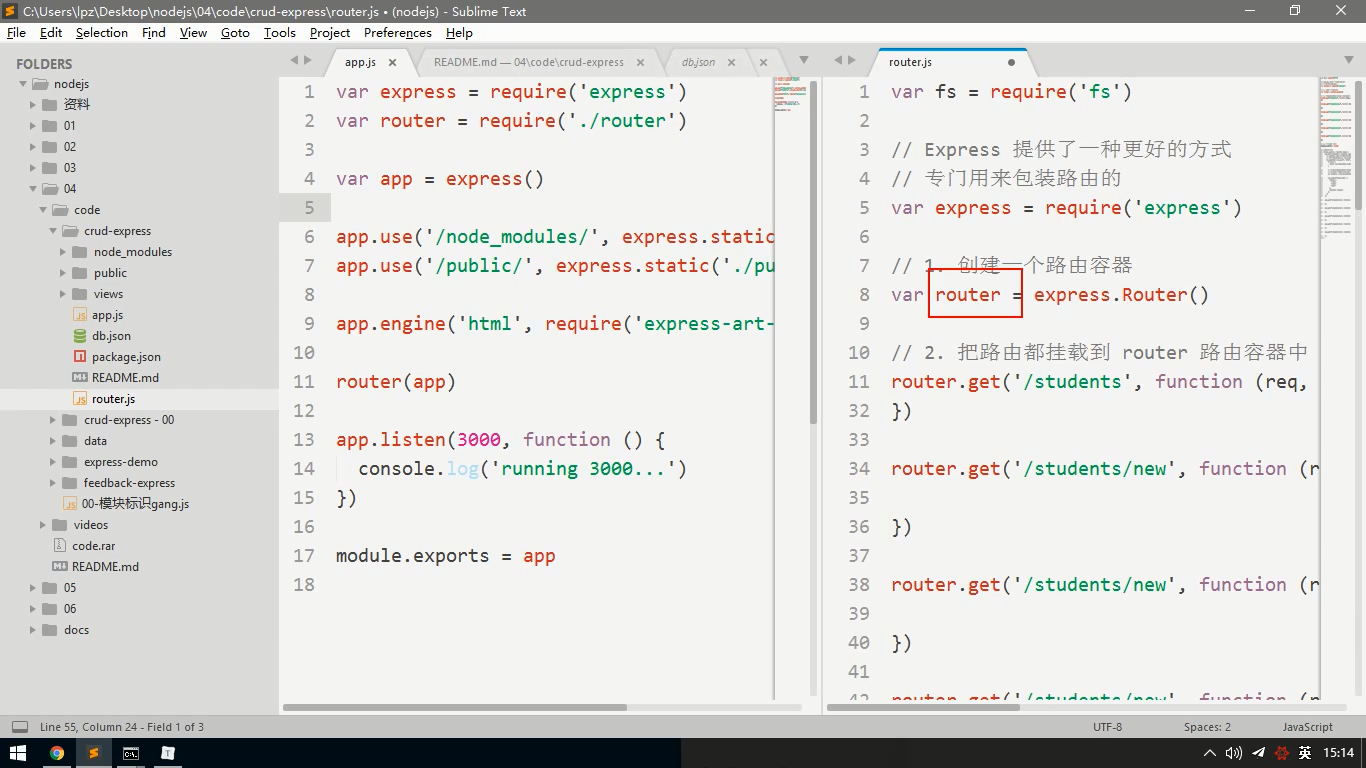 C:\Users\lpz\Desktop\nodejs\04\code\crud-express\router.js • (nodejs) - Sublime Text
File Edit Selection Find View Goto Tools Project Preferences Help
FOLDERS
nodejs
资料
01
02
03
04
code
crud-express
node_modules
public
views
app.js
db.json
package.json
README.md
router.js
crud-express - 00
data
express-demo
feedback-express
00-模块标识gang.js
videos
code.rar
README.md
05
06
docs
app.js
README.md — 04\code\crud-express
db.json
1 var express = require('express')
2 var router = require('./router')
3
4 var app = express()
5
6 app.use('/node_modules/', express.static
7 app.use('/public/', express.static('./pu
8
9 app.engine('html', require('express-art-
10
11 router(app)
12
13 app.listen(3000, function () {
14 console.log('running 3000...')
15 })
16
17 module.exports = app
18
router.js
1 var fs = require('fs')
2
3 // Express 提供了一种更好的方式
4 // 专门用来包装路由的
5 var express = require('express')
6
7 // 1. 创建一个路由容器
8 var router = express.Router()
9
10 // 2. 把路由都挂载到 router 路由容器中
11 router.get('/students', function (req,
32 })
33
34 router.get('/students/new', function (r
35
36 })
37
38 router.get('/students/new', function (r
39
40 })
41
42 router.get('/students/new', function (r
Line 55, Column 24 - Field 1 of 3
UTF-8
Spaces: 2
JavaScript
英
15:14